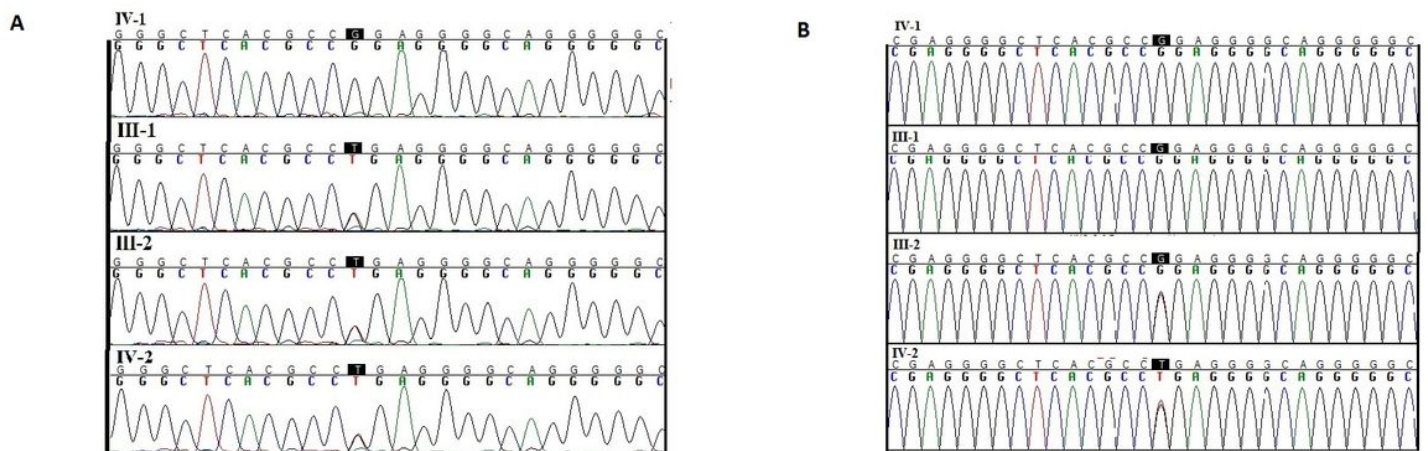 A
IV-1
G G G C T C A C G C C G G A G G G G C A G G G G G C
G G G C T C A C G C C G G A G G G G C A G G G G G C
III-1
G G G C T C A C G C C T G A G G G G C A G G G G G C
G G G C T C A C G C C T G A G G G G C A G G G G G C
III-2
G G G C T C A C G C C T G A G G G G C A G G G G G C
G G G C T C A C G C C T G A G G G G C A G G G G G C
IV-2
G G G C T C A C G C C T G A G G G G C A G G G G G C
G G G C T C A C G C C T G A G G G G C A G G G G G C
B
IV-1
C G A G G G G C T C A C G C C G G A G G G G C A G G G G G C
C G A G G G G C T C A C G C C G G A G G G G C A G G G G G C
III-1
C G A G G G G C T C A C G C C G G A G G G G C A G G G G G C
C G A G G G G C T C A C G C C G G A G G G G C A G G G G G C
III-2
C G A G G G G C T C A C G C C G G A G G G G C A G G G G G C
C G A G G G G C T C A C G C C G G A G G G G C A G G G G G C
IV-2
C G A G G G G C T C A C G C C T G A G G G G C A G G G G G C
C G A G G G G C T C A C G C C T G A G G G G C A G G G G G C